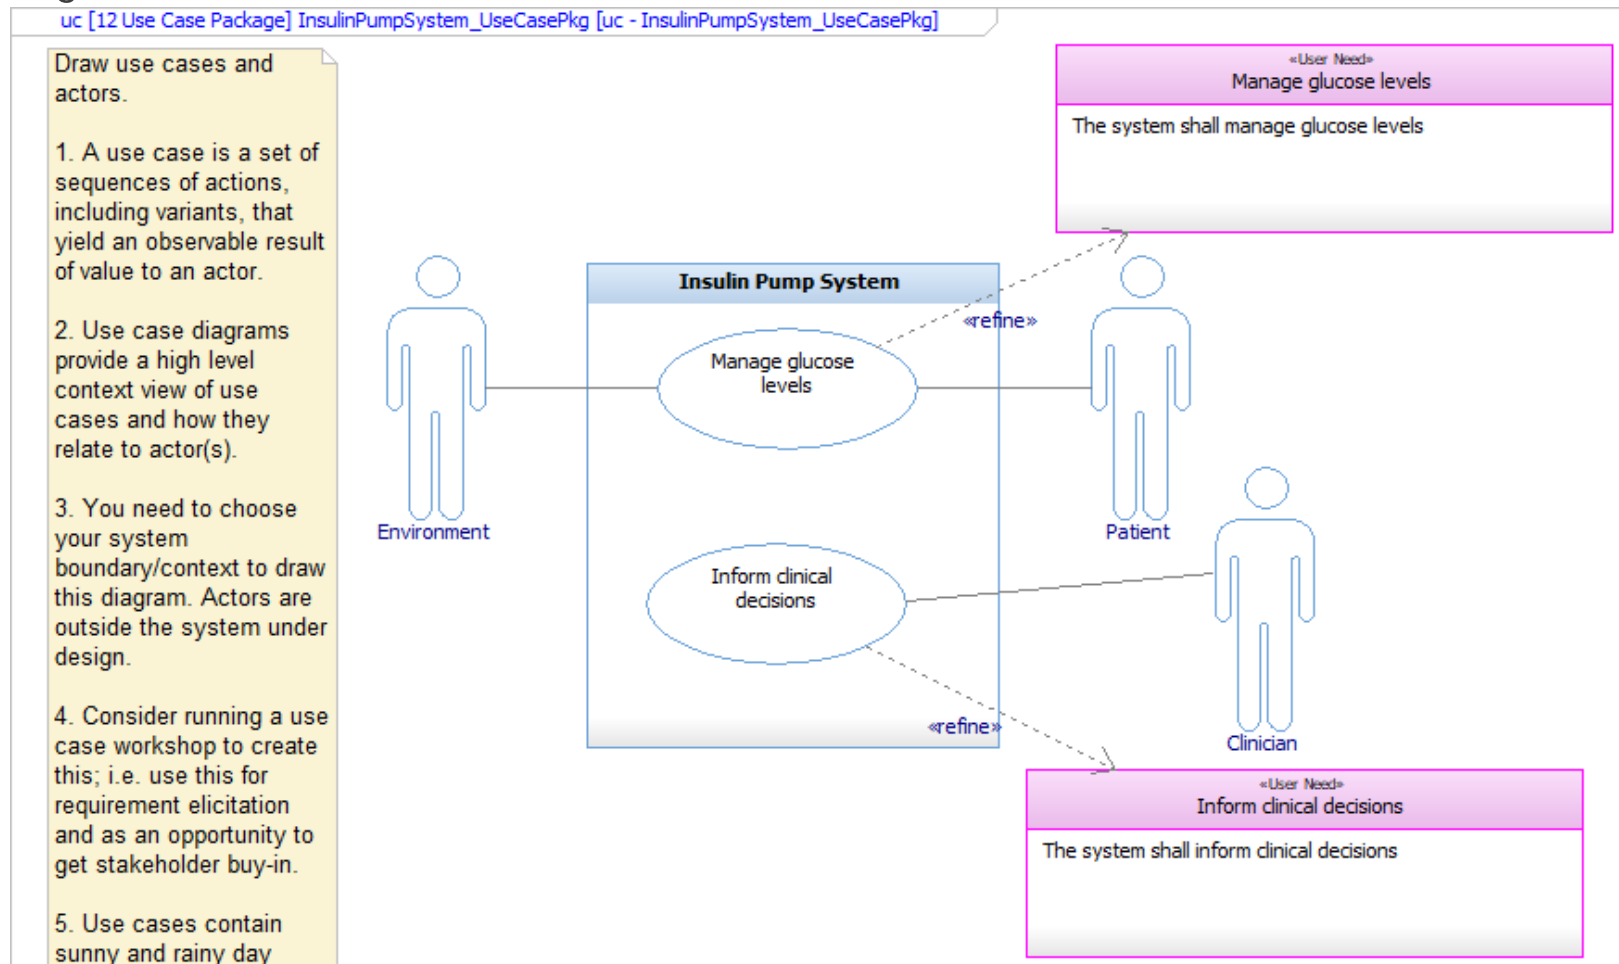 uc [12 Use Case Package] InsulinPumpSystem_UseCasePkg [uc - InsulinPumpSystem_UseCasePkg]
Draw use cases and
actors.
1. A use case is a set of
sequences of actions,
including variants, that
yield an observable result
of value to an actor.
2. Use case diagrams
provide a high level
context view of use
cases and how they
relate to actor(s).
3. You need to choose
your system
boundary/context to draw
this diagram. Actors are
outside the system under
design.
4. Consider running a use
case workshop to create
this; i.e. use this for
requirement elicitation
and as an opportunity to
get stakeholder buy-in.
5. Use cases contain
sunny and rainy day
«User Need»
Manage glucose levels
The system shall manage glucose levels
Insulin Pump System
«refine»
Manage glucose
levels
Environment
Patient
Inform clinical
decisions
«refine»
Clinician
«User Need»
Inform clinical decisions
The system shall inform clinical decisions